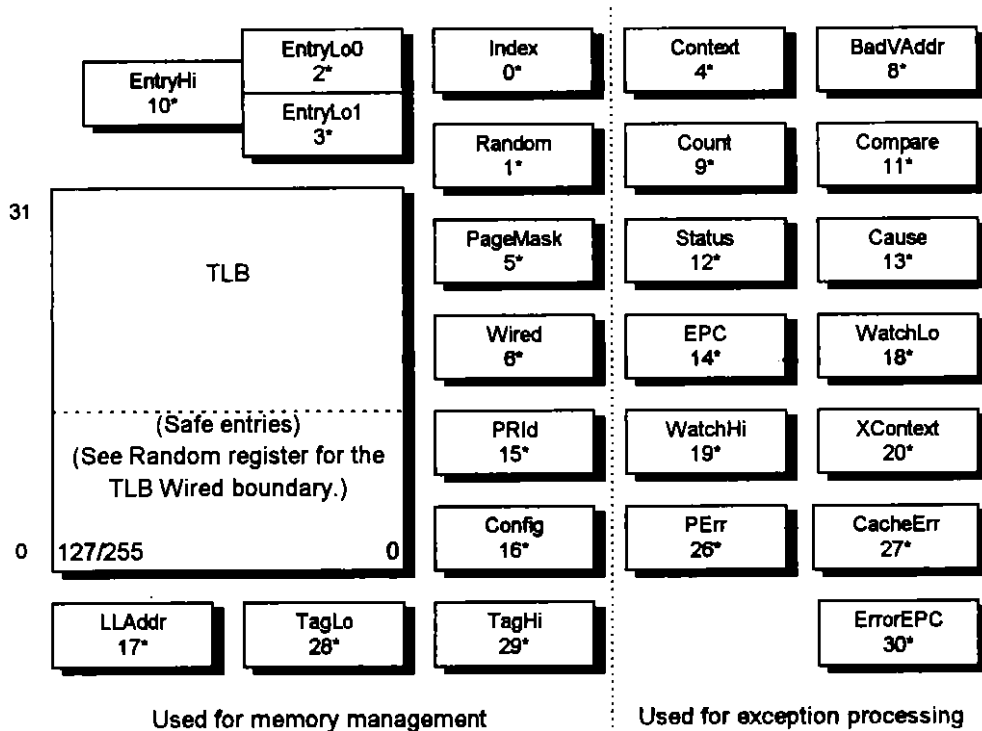 EntryLo0
2*
EntryHi
10*
EntryLo1
3*
Index
0*
Context
4*
BadVAddr
8*
Random
1*
Count
9*
Compare
11*
31
TLB
PageMask
5*
Status
12*
Cause
13*
Wired
6*
EPC
14*
WatchLo
18*
(Safe entries)
(See Random register for the
TLB Wired boundary.)
PRId
15*
WatchHi
19*
XContext
20*
0
127/255
0
Config
16*
PErr
26*
CacheErr
27*
LLAddr
17*
TagLo
28*
TagHi
29*
ErrorEPC
30*
Used for memory management
Used for exception processing